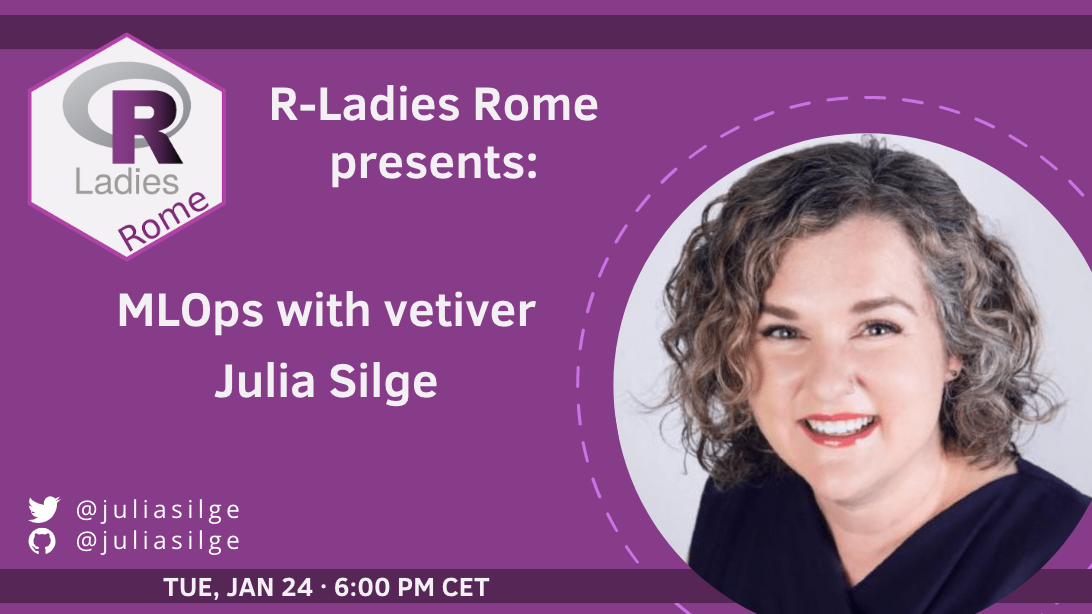 R
Ladies
Rome
R-Ladies Rome
presents:
MLOps with vetiver
Julia Silge
@juliasilge
@juliasilge
TUE, JAN 24 · 6:00 PM CET